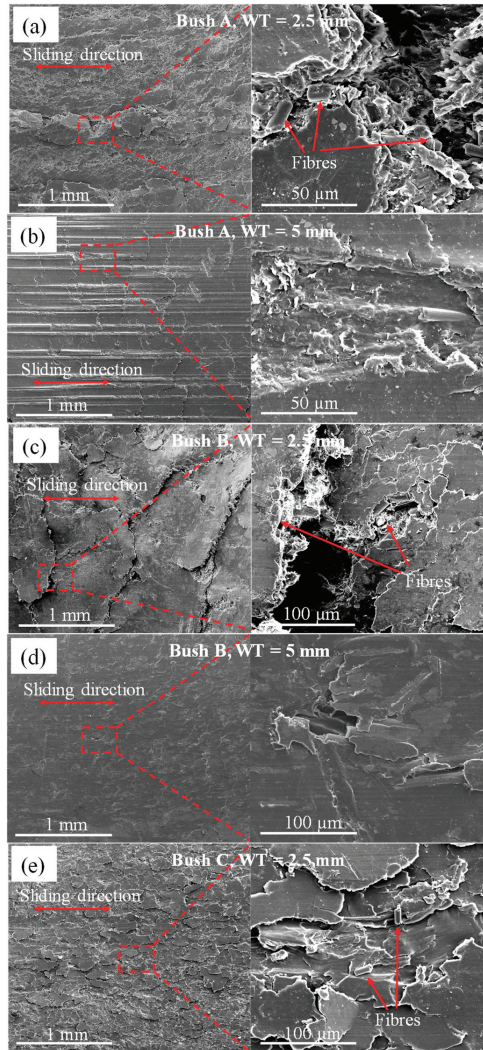 (a)
Bush A, WT = 2.5 mm
Sliding direction
Fibres
1 mm
50 µm
(b)
Bush A, WT = 5 mm
Sliding direction
1 mm
50 µm
(c)
Bush B, WT = 2.5 mm
Sliding direction
Fibres
1 mm
100 µm
(d)
Bush B, WT = 5 mm
Sliding direction
1 mm
100 µm
(e)
Bush C, WT = 2.5 mm
Sliding direction
Fibres
1 mm
100 µm